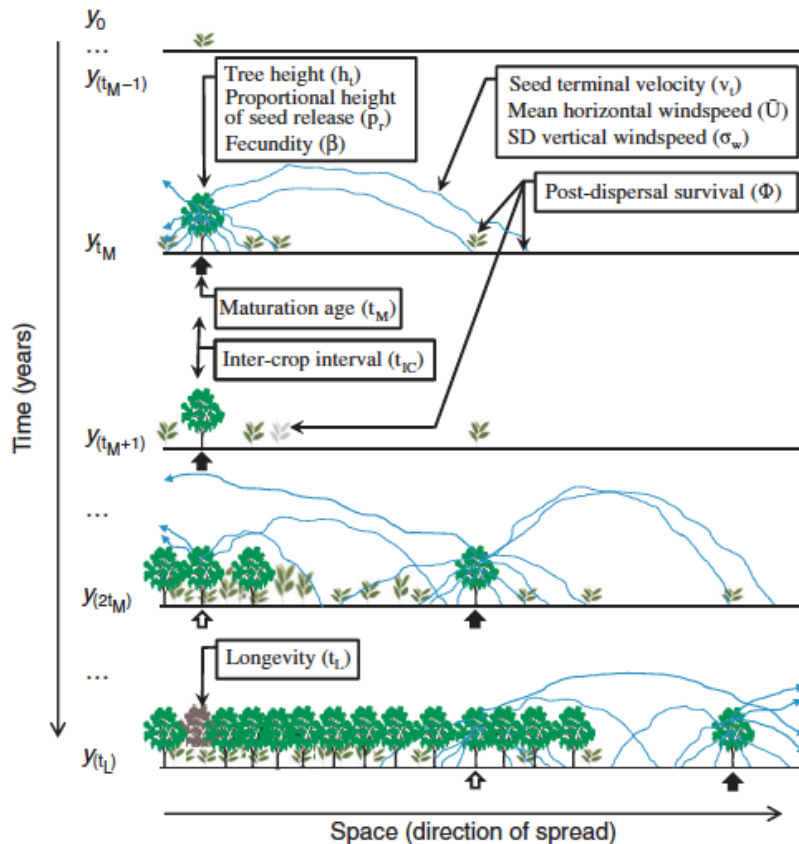 y0
...
y(tM−1)
Tree height (ht)
Proportional height
of seed release (pr)
Fecundity (β)
Seed terminal velocity (vt)
Mean horizontal windspeed (Ū)
SD vertical windspeed (σw)
Post-dispersal survival (Φ)
ytM
Maturation age (tM)
Inter-crop interval (tIC)
Time (years)
y(tM+1)
...
y(2tM)
Longevity (tL)
...
y(tL)
Space (direction of spread)